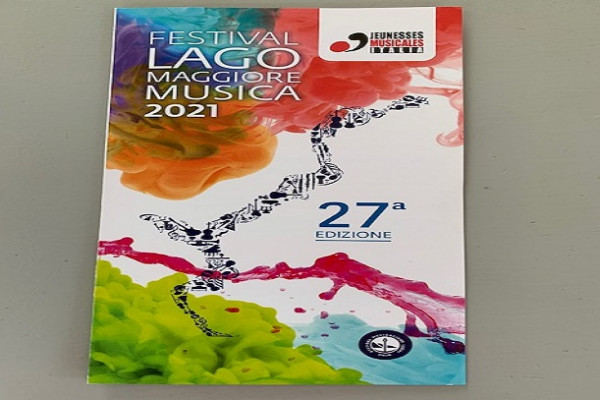 FESTIVAL
LAGO
MAGGIORE
MUSICA
2021
JEUNESSES
MUSICALES
ITALIA
27ª
EDIZIONE